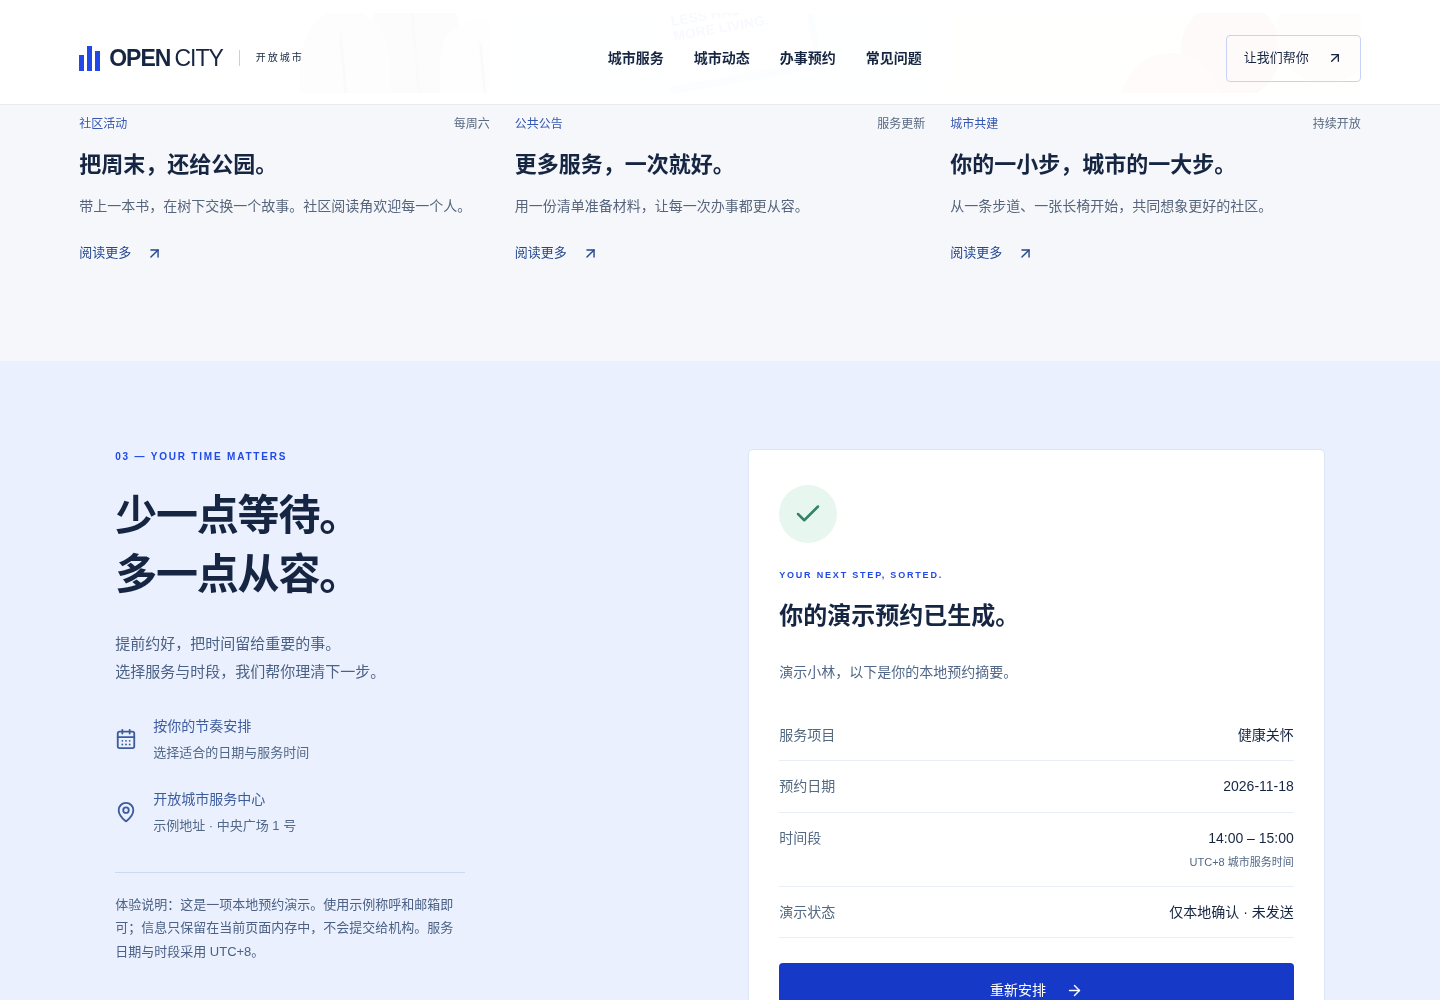 LESS
MORE LIVING.
OPEN CITY
开放城市
城市服务
城市动态
办事预约
常见问题
让我们帮你
社区活动
每周六
把周末，还给公园。
带上一本书，在树下交换一个故事。社区阅读角欢迎每一个人。
阅读更多
公共公告
服务更新
更多服务，一次就好。
用一份清单准备材料，让每一次办事都更从容。
阅读更多
城市共建
持续开放
你的一小步，城市的一大步。
从一条步道、一张长椅开始，共同想象更好的社区。
阅读更多
03 — YOUR TIME MATTERS
少一点等待。
多一点从容。
提前约好，把时间留给重要的事。
选择服务与时段，我们帮你理清下一步。
按你的节奏安排
选择适合的日期与服务时间
开放城市服务中心
示例地址 · 中央广场 1 号
体验说明：这是一项本地预约演示。使用示例称呼和邮箱即
可；信息只保留在当前页面内存中，不会提交给机构。服务
日期与时段采用 UTC+8。
YOUR NEXT STEP, SORTED.
你的演示预约已生成。
演示小林，以下是你的本地预约摘要。
服务项目
健康关怀
预约日期
2026-11-18
时间段
14:00 – 15:00
UTC+8 城市服务时间
演示状态
仅本地确认 · 未发送
重新安排